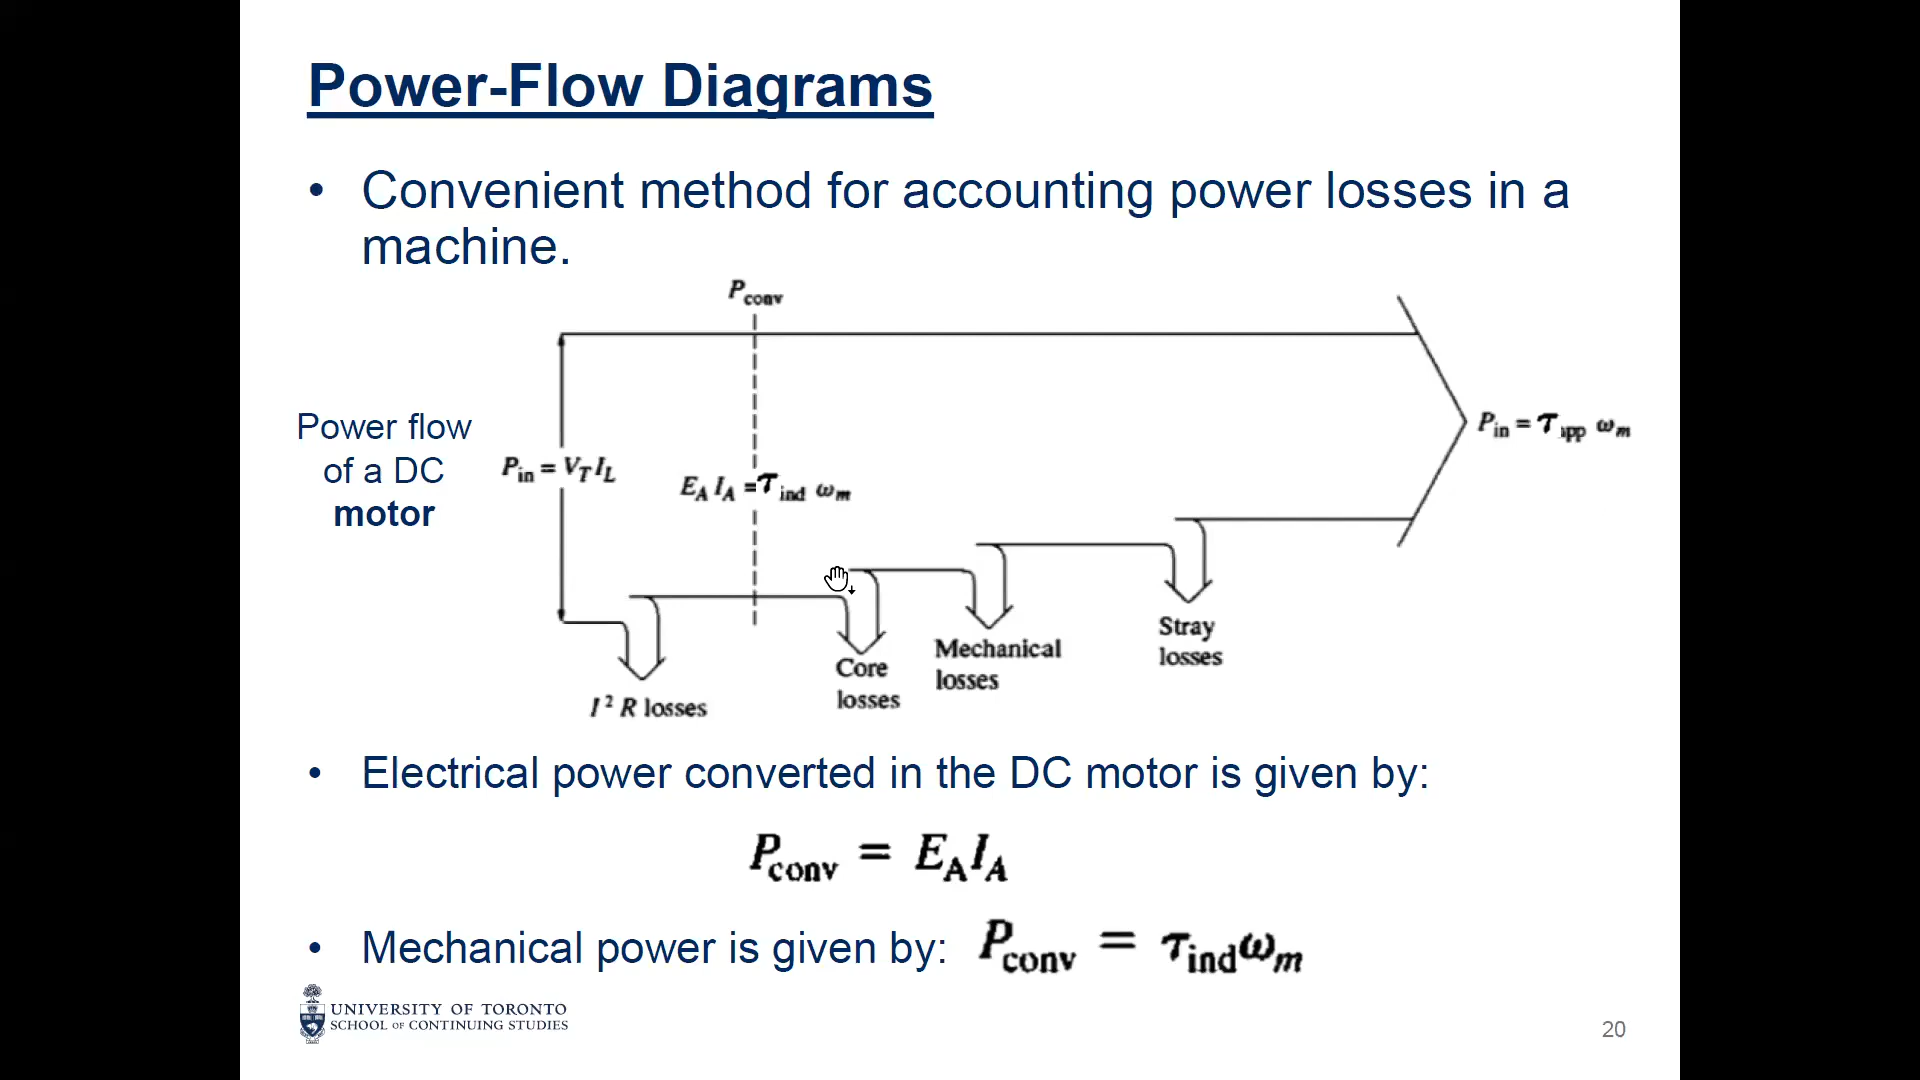 Power-Flow Diagrams
• Convenient method for accounting power losses in a
machine.
P_conv
Power flow
of a DC
motor
P_in = V_T I_L
E_A I_A = τ_ind ω_m
P_in = τ_app ω_m
I² R losses
Core
losses
Mechanical
losses
Stray
losses
• Electrical power converted in the DC motor is given by:
P_conv = E_A I_A
• Mechanical power is given by: P_conv = τ_ind ω_m
UNIVERSITY OF TORONTO
SCHOOL OF CONTINUING STUDIES
20